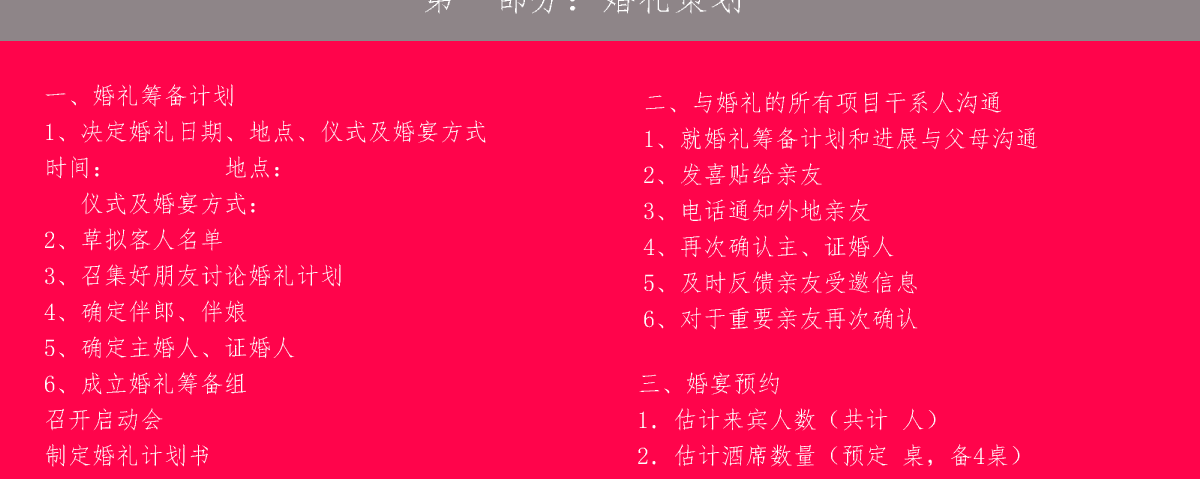 部分：婚礼策划
一、婚礼筹备计划
1、决定婚礼日期、地点、仪式及婚宴方式
时间： 地点：
仪式及婚宴方式：
2、草拟客人名单
3、召集好朋友讨论婚礼计划
4、确定伴郎、伴娘
5、确定主婚人、证婚人
6、成立婚礼筹备组
召开启动会
制定婚礼计划书
二、与婚礼的所有项目干系人沟通
1、就婚礼筹备计划和进展与父母沟通
2、发喜贴给亲友
3、电话通知外地亲友
4、再次确认主、证婚人
5、及时反馈亲友受邀信息
6、对于重要亲友再次确认
三、婚宴预约
1．估计来宾人数（共计 人）
2．估计酒席数量（预定 桌，备4桌）